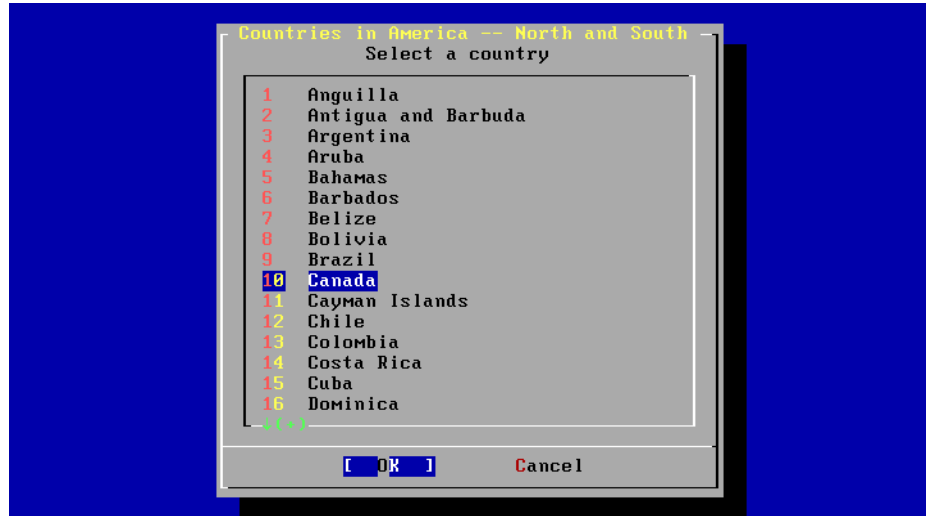 Countries in America -- North and South
Select a country
1 Anguilla
2 Antigua and Barbuda
3 Argentina
4 Aruba
5 Bahamas
6 Barbados
7 Belize
8 Bolivia
9 Brazil
10 Canada
11 Cayman Islands
12 Chile
13 Colombia
14 Costa Rica
15 Cuba
16 Dominica
↓(+)
[ OK ] Cancel